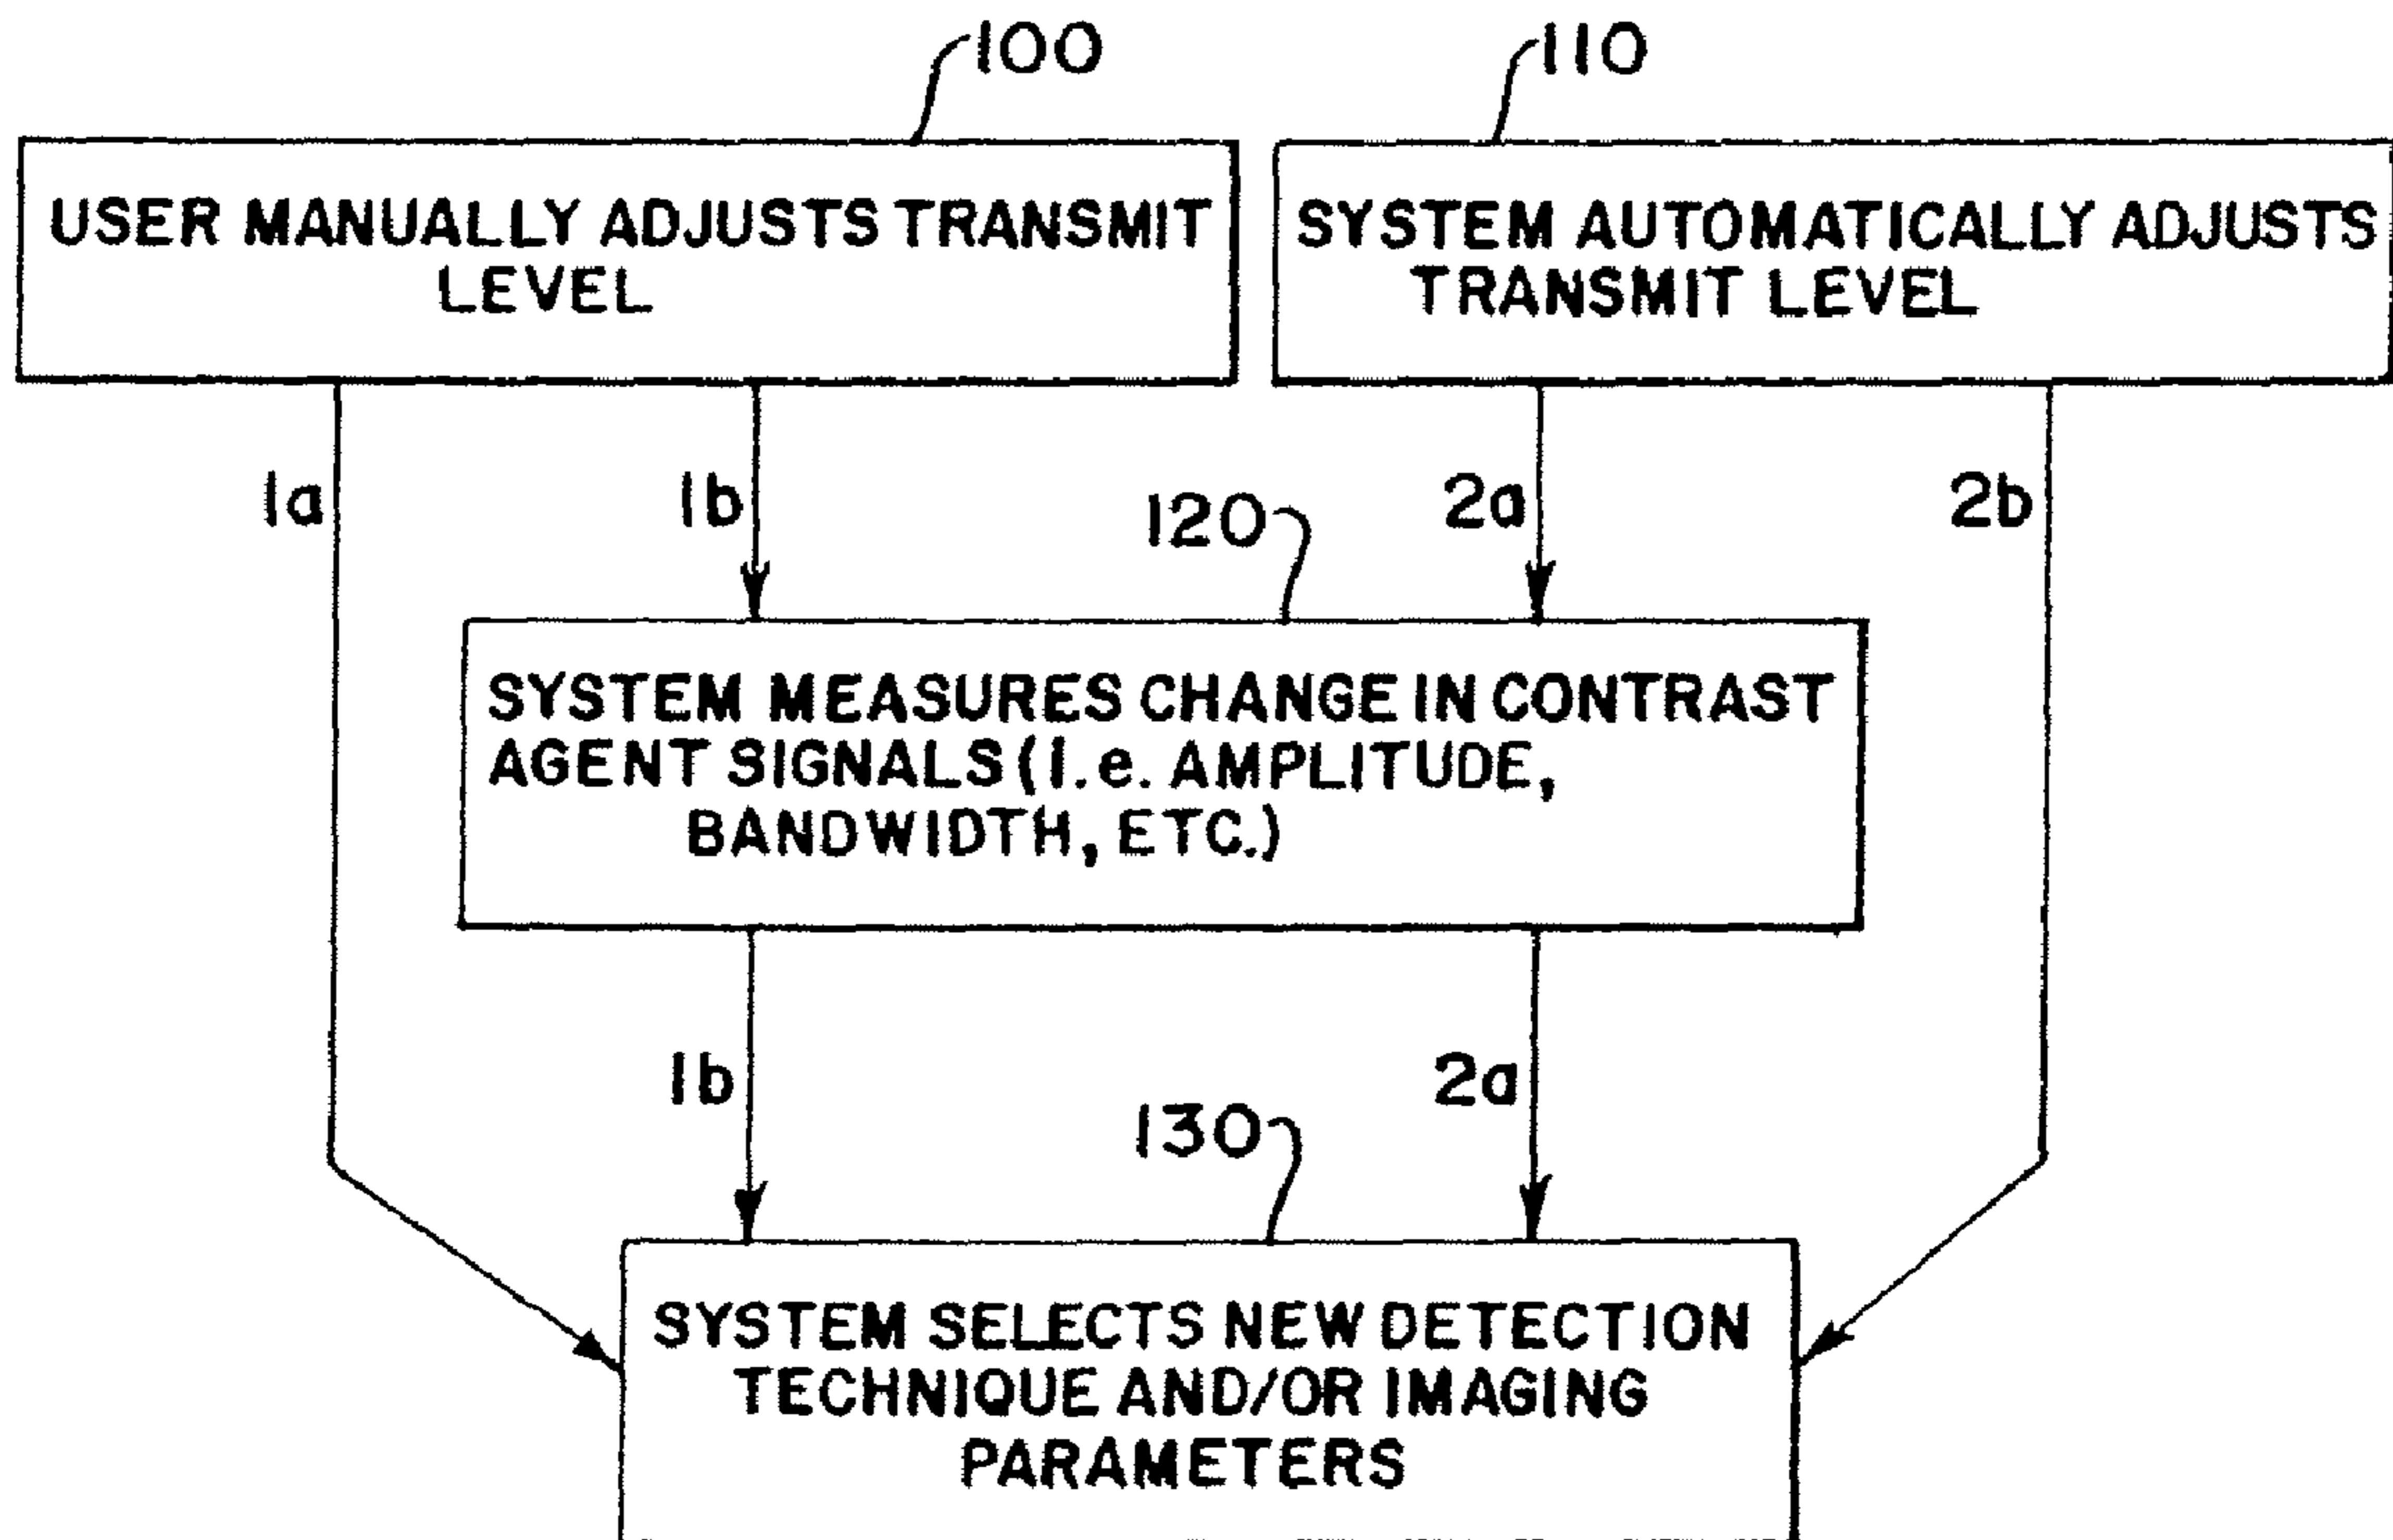 100
110
USER MANUALLY ADJUSTS TRANSMIT
LEVEL
SYSTEM AUTOMATICALLY ADJUSTS
TRANSMIT LEVEL
1a
1b
120
2a
2b
SYSTEM MEASURES CHANGE IN CONTRAST
AGENT SIGNALS (I.e. AMPLITUDE,
BANDWIDTH, ETC.)
1b
130
2a
SYSTEM SELECTS NEW DETECTION
TECHNIQUE AND/OR IMAGING
PARAMETERS